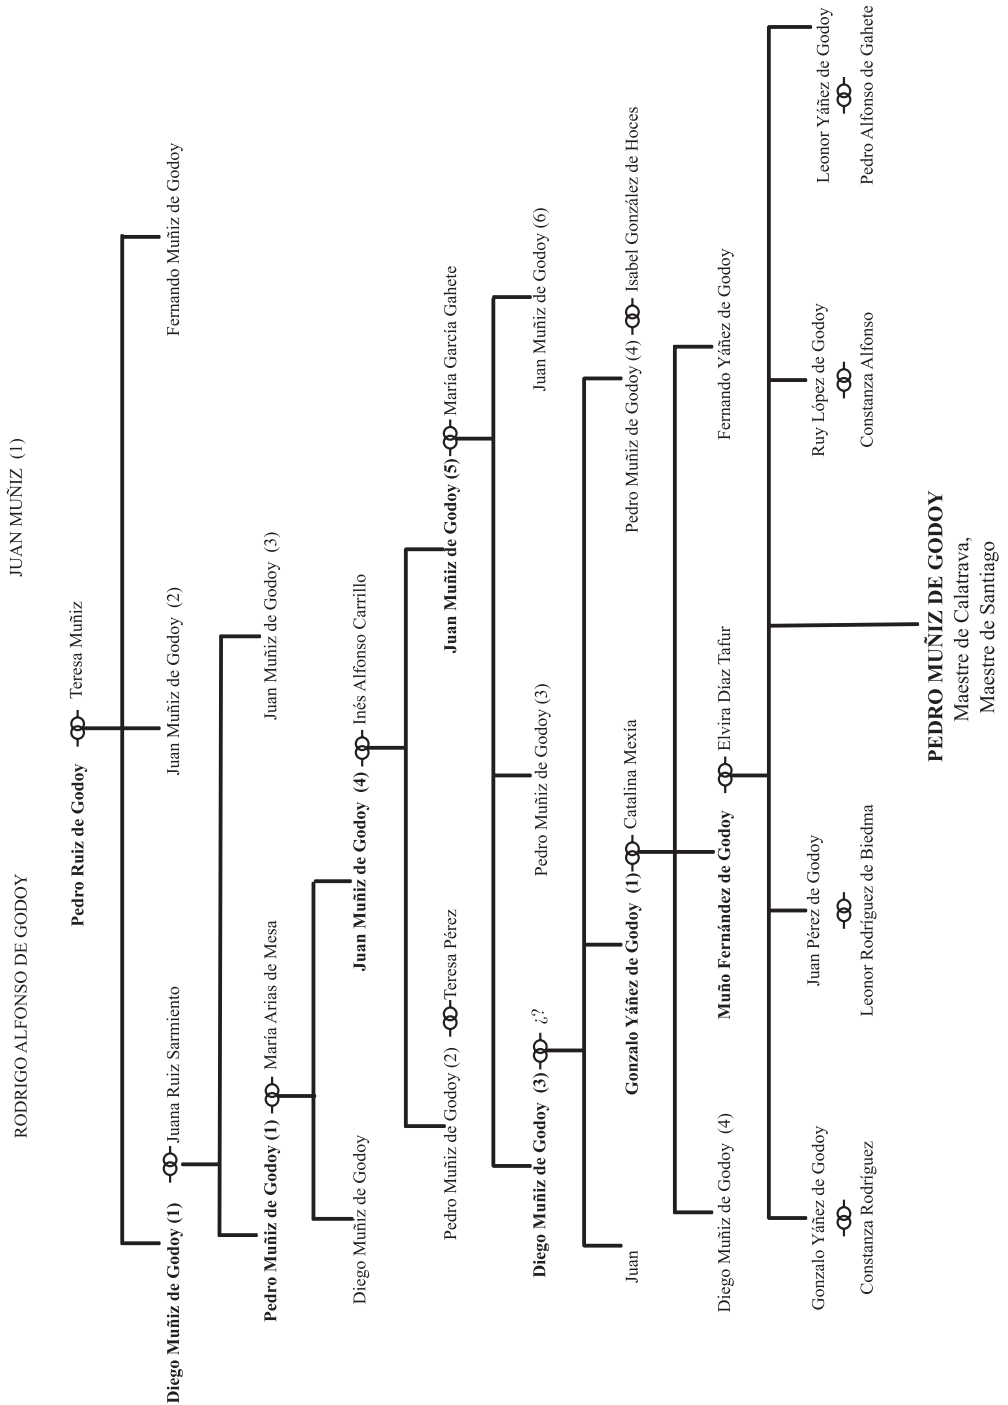 RODRIGO ALFONSO DE GODOY
JUAN MUÑIZ (1)
Pedro Ruiz de Godoy
Teresa Muñiz
Diego Muñiz de Godoy (1)
Juana Ruiz Sarmiento
Juan Muñiz de Godoy (2)
Fernando Muñiz de Godoy
Pedro Muñiz de Godoy (1)
María Arias de Mesa
Juan Muñiz de Godoy (3)
Diego Muñiz de Godoy
Juan Muñiz de Godoy (4)
Inés Alfonso Carrillo
Pedro Muñiz de Godoy (2)
Teresa Pérez
Juan Muñiz de Godoy (5)
María García Gahete
Diego Muñiz de Godoy (3)
¿?
Pedro Muñiz de Godoy (3)
Juan Muñiz de Godoy (6)
Juan
Gonzalo Yáñez de Godoy (1)
Catalina Mexía
Pedro Muñiz de Godoy (4)
Isabel González de Hoces
Diego Muñiz de Godoy (4)
Muño Fernández de Godoy
Elvira Díaz Tafur
Fernando Yáñez de Godoy
Gonzalo Yáñez de Godoy
Constanza Rodríguez
Juan Pérez de Godoy
Leonor Rodríguez de Biedma
PEDRO MUÑIZ DE GODOY
Maestre de Calatrava,
Maestre de Santiago
Ruy López de Godoy
Constanza Alfonso
Leonor Yáñez de Godoy
Pedro Alfonso de Gahete